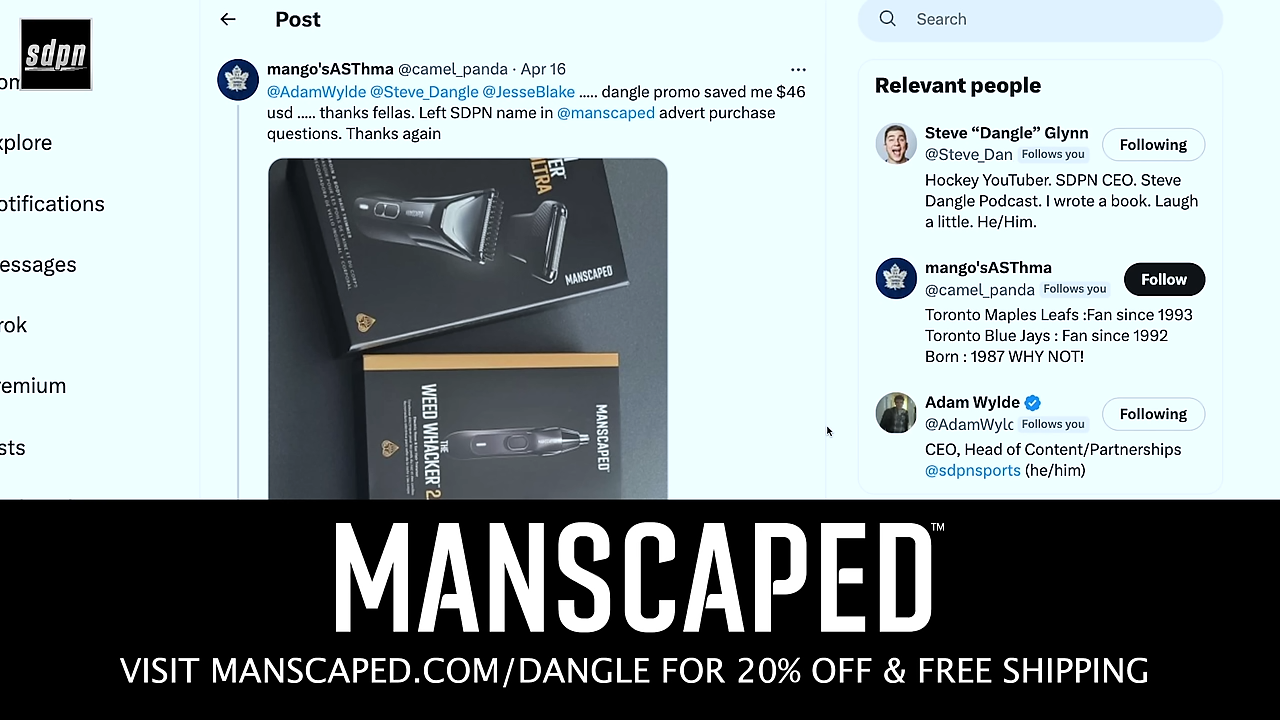 sdpn
Post
Search
xplore
otifications
essages
rok
remium
sts
mango'sASThma @camel_panda · Apr 16
@AdamWylde @Steve_Dangle @JesseBlake ..... dangle promo saved me $46
usd ..... thanks fellas. Left SDPN name in @manscaped advert purchase
questions. Thanks again
MANSCAPED
WEED WHACKER
THE
MANSCAPED
Relevant people
Steve “Dangle” Glynn
Following
@Steve_Dan Follows you
Hockey YouTuber. SDPN CEO. Steve
Dangle Podcast. I wrote a book. Laugh
a little. He/Him.
mango'sASThma
Follow
@camel_panda Follows you
Toronto Maples Leafs :Fan since 1993
Toronto Blue Jays : Fan since 1992
Born : 1987 WHY NOT!
Adam Wylde
Following
@AdamWylc Follows you
CEO, Head of Content/Partnerships
@sdpnsports (he/him)
MANSCAPED™
VISIT MANSCAPED.COM/DANGLE FOR 20% OFF & FREE SHIPPING